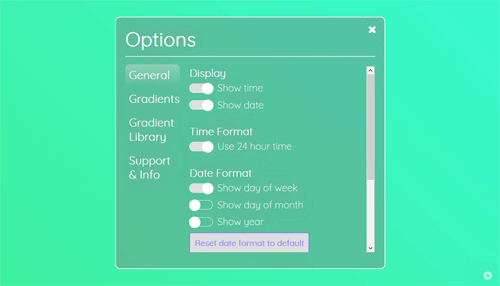 Options
General
Gradients
Gradient
Library
Support
& Info
Display
Show time
Show date
Time Format
Use 24 hour time
Date Format
Show day of week
Show day of month
Show year
Reset date format to default